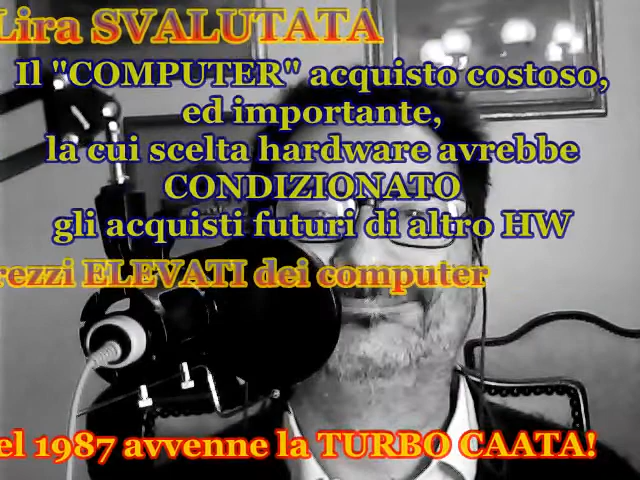 Lira SVALUTATA
Il "COMPUTER" acquisto costoso,
ed importante,
la cui scelta hardware avrebbe
CONDIZIONATO
gli acquisti futuri di altro HW
rezzi ELEVATI dei computer
el 1987 avvenne la TURBO CAATA!